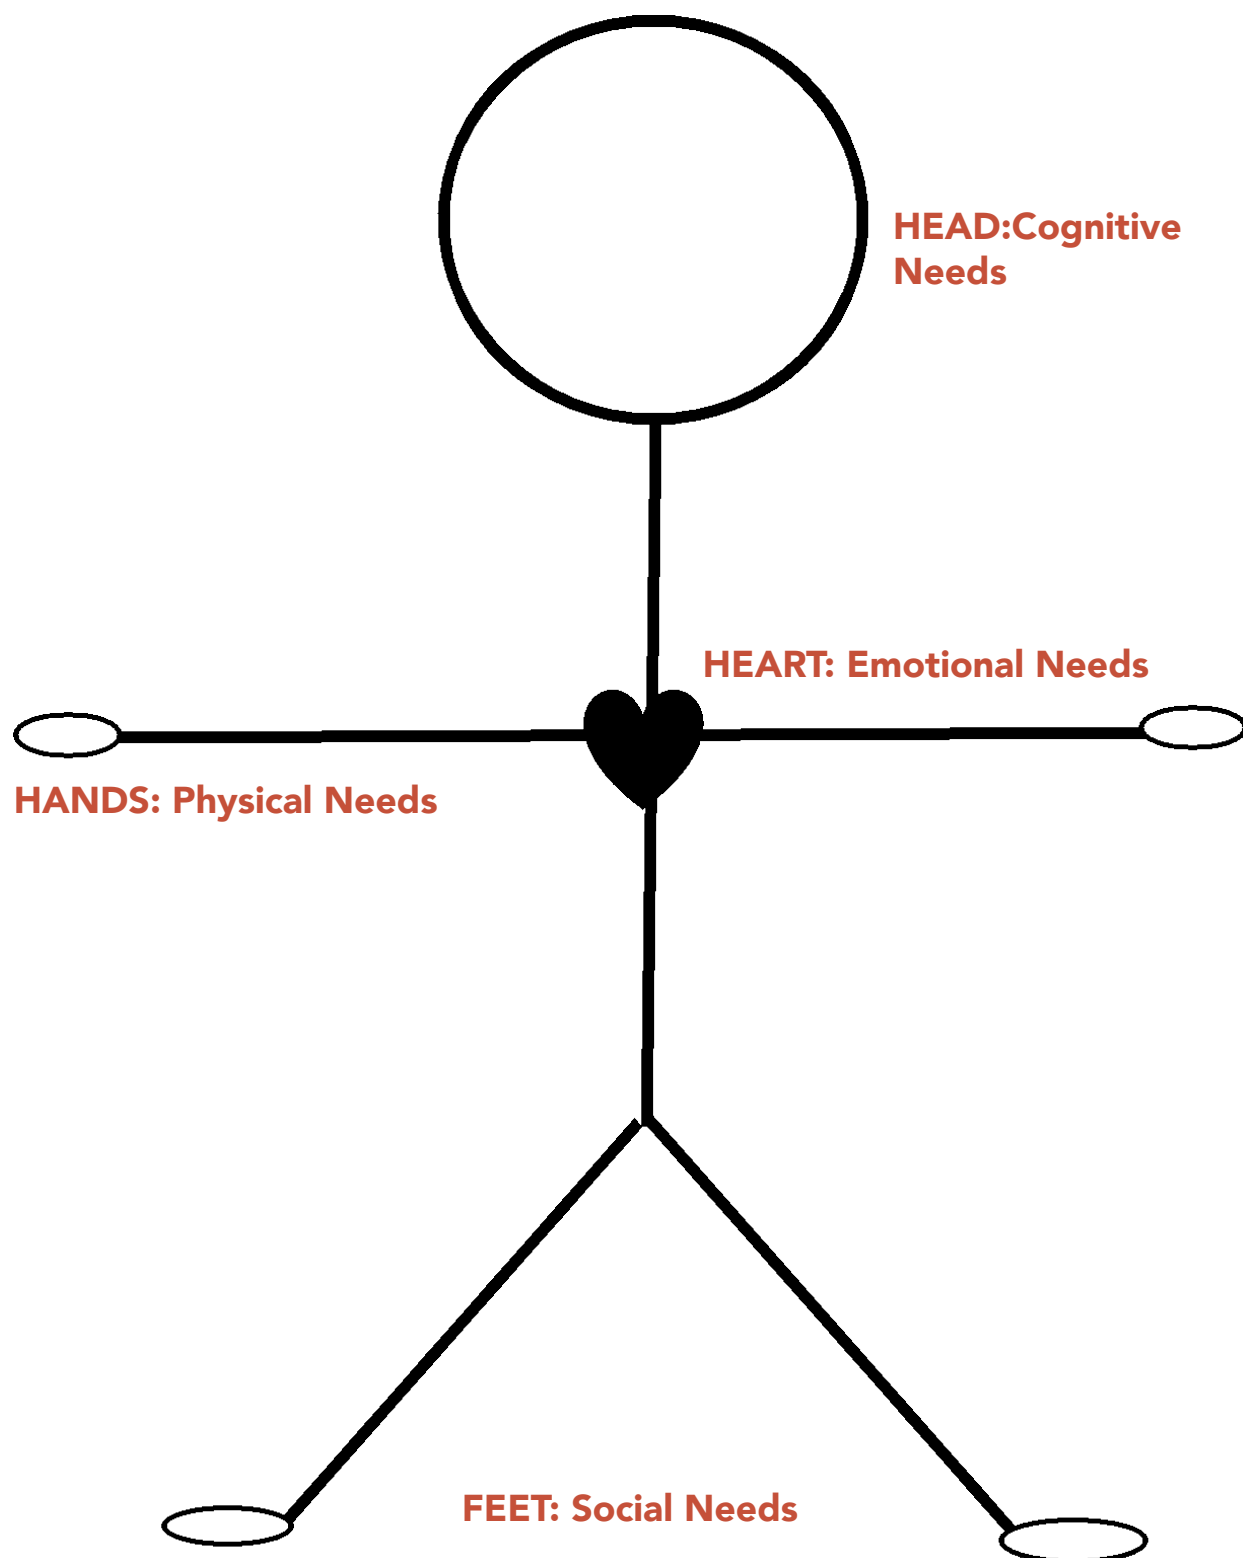 HEAD:Cognitive
Needs
HEART: Emotional Needs
HANDS: Physical Needs
FEET: Social Needs